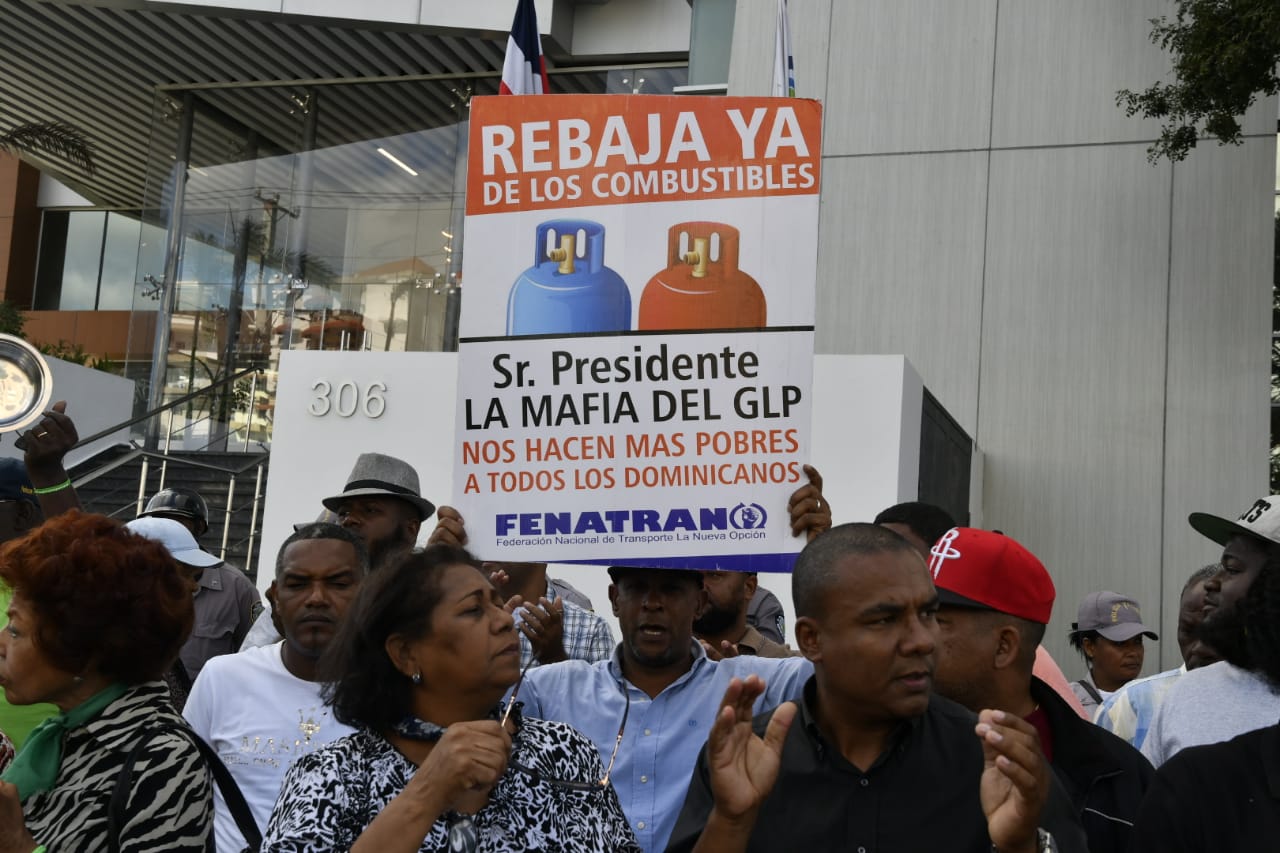 REBAJA YA
DE LOS COMBUSTIBLES
Sr. Presidente
LA MAFIA DEL GLP
NOS HACEN MAS POBRES
A TODOS LOS DOMINICANOS
FENATRANO
Federación Nacional de Transporte La Nueva Opción
306